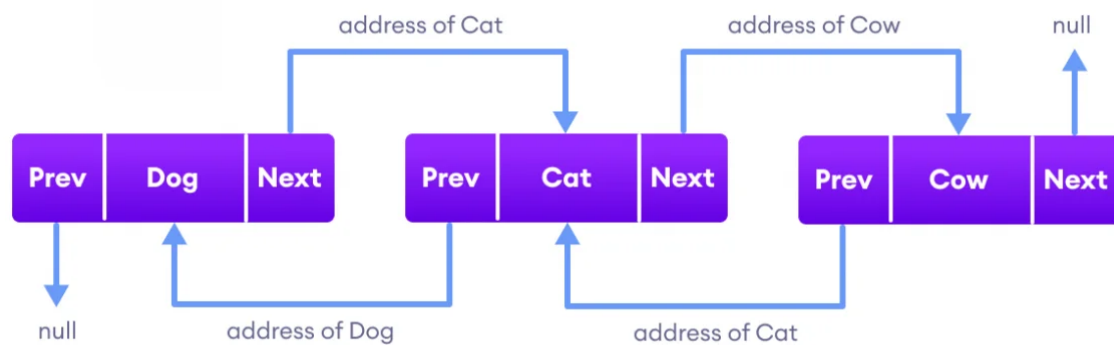 address of Cat
address of Cow
null
Prev
Dog
Next
Prev
Cat
Next
Prev
Cow
Next
null
address of Dog
address of Cat